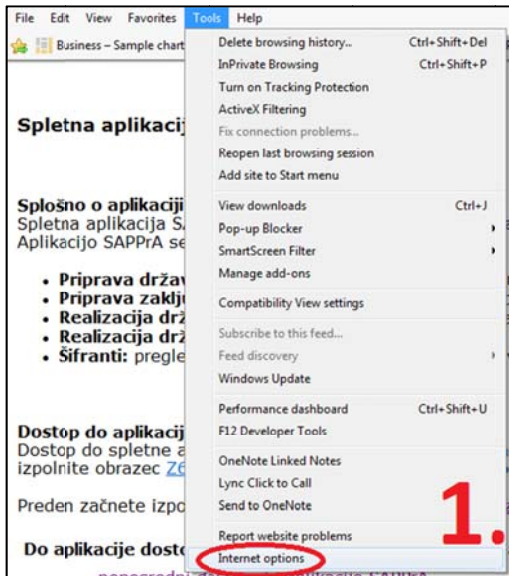 File Edit View Favorites Tools Help
Business – Sample chart
Delete browsing history... Ctrl+Shift+Del
InPrivate Browsing Ctrl+Shift+P
Turn on Tracking Protection
ActiveX Filtering
Fix connection problems...
Reopen last browsing session
Add site to Start menu
View downloads Ctrl+J
Pop-up Blocker
SmartScreen Filter
Manage add-ons
Compatibility View settings
Subscribe to this feed...
Feed discovery
Windows Update
Performance dashboard Ctrl+Shift+U
F12 Developer Tools
OneNote Linked Notes
Lync Click to Call
Send to OneNote
Report website problems
Internet options
1.
Spletna aplikacij
Splošno o aplikaciji
Spletna aplikacija SA
Aplikacijo SAPPrA se
• Priprava držav
• Priprava zaklju
• Realizacija drž
• Realizacija drž
• Šifranti: pregle
Dostop do aplikacij
Dostop do spletne a
izpolnite obrazec Z6
Preden začnete izpo
Do aplikacije dosto